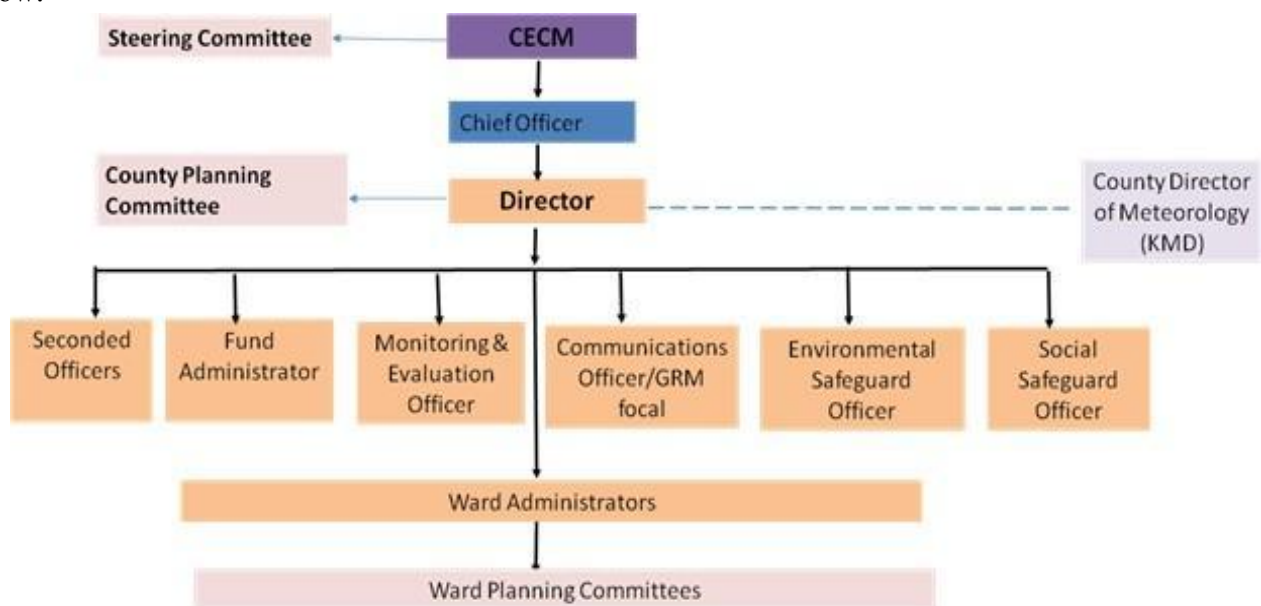 Steering Committee
CECM
Chief Officer
County Planning
Committee
Director
County Director
of Meteorology
(KMD)
Seconded
Officers
Fund
Administrator
Monitoring &
Evaluation
Officer
Communications
Officer/GRM
focal
Environmental
Safeguard
Officer
Social
Safeguard
Officer
Ward Administrators
Ward Planning Committees